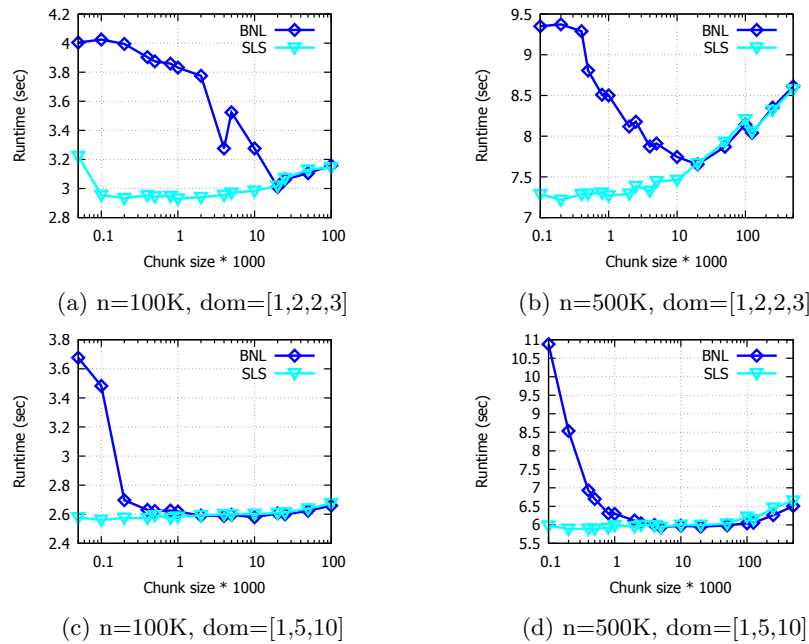 4.2
4
3.8
3.6
3.4
3.2
3
2.8
Runtime (sec)
BNL
SLS
0.1 1 10 100
Chunk size * 1000
(a) n=100K, dom=[1,2,2,3]
9.5
9
8.5
8
7.5
7
Runtime (sec)
BNL
SLS
0.1 1 10 100
Chunk size * 1000
(b) n=500K, dom=[1,2,2,3]
3.8
3.6
3.4
3.2
3
2.8
2.6
2.4
Runtime (sec)
BNL
SLS
0.1 1 10 100
Chunk size * 1000
(c) n=100K, dom=[1,5,10]
11
10.5
10
9.5
9
8.5
8
7.5
7
6.5
6
5.5
Runtime (sec)
BNL
SLS
0.1 1 10 100
Chunk size * 1000
(d) n=500K, dom=[1,5,10]